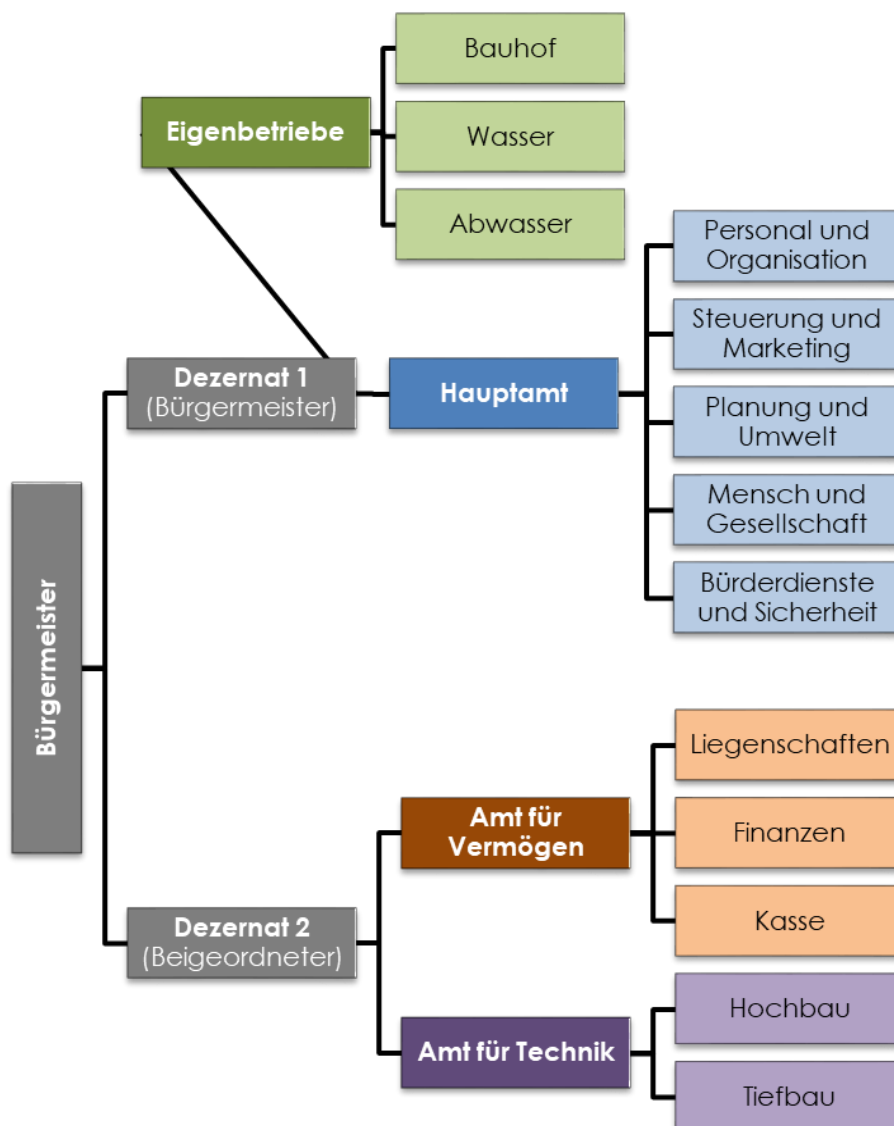 Bauhof
Eigenbetriebe
Wasser
Abwasser
Personal und
Organisation
Steuerung und
Marketing
Dezernat 1
(Bürgermeister)
Hauptamt
Planung und
Umwelt
Mensch und
Gesellschaft
Bürderdienste
und Sicherheit
Bürgermeister
Liegenschaften
Amt für
Vermögen
Finanzen
Kasse
Dezernat 2
(Beigeordneter)
Hochbau
Amt für Technik
Tiefbau